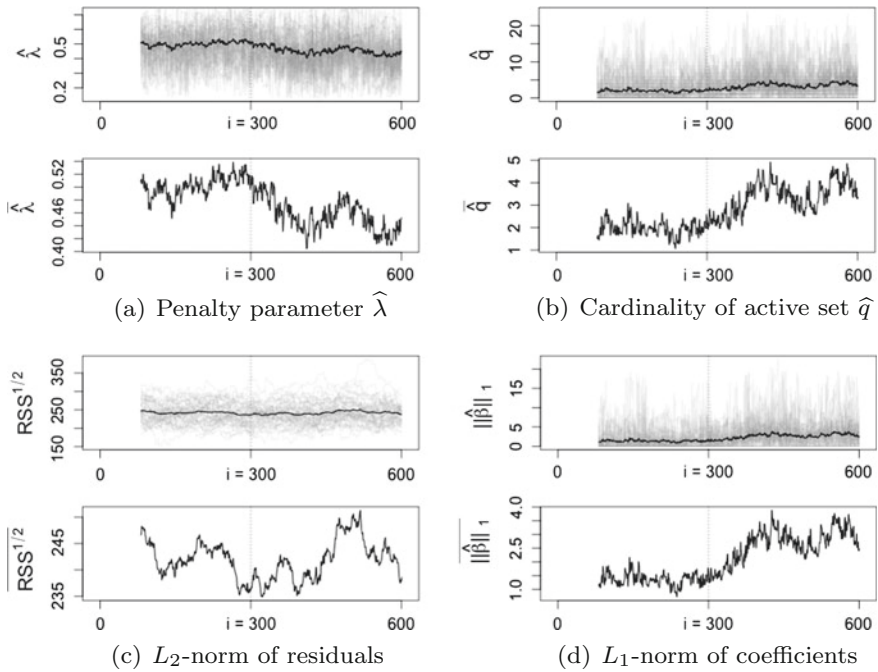 0.5
0.2
λ̂
0 i = 300 600
0.52
0.46
0.40
λ̂̅
0 i = 300 600
(a) Penalty parameter λ̂
20
10
0
q̂
0 i = 300 600
5
4
3
2
1
q̂̅
0 i = 300 600
(b) Cardinality of active set q̂
350
250
150
RSS^1/2
0 i = 300 600
245
235
RSS^1/2
0 i = 300 600
(c) L₂-norm of residuals
15
5
0
||β̂||₁
0 i = 300 600
4.0
2.5
1.0
||β̂||₁
0 i = 300 600
(d) L₁-norm of coefficients